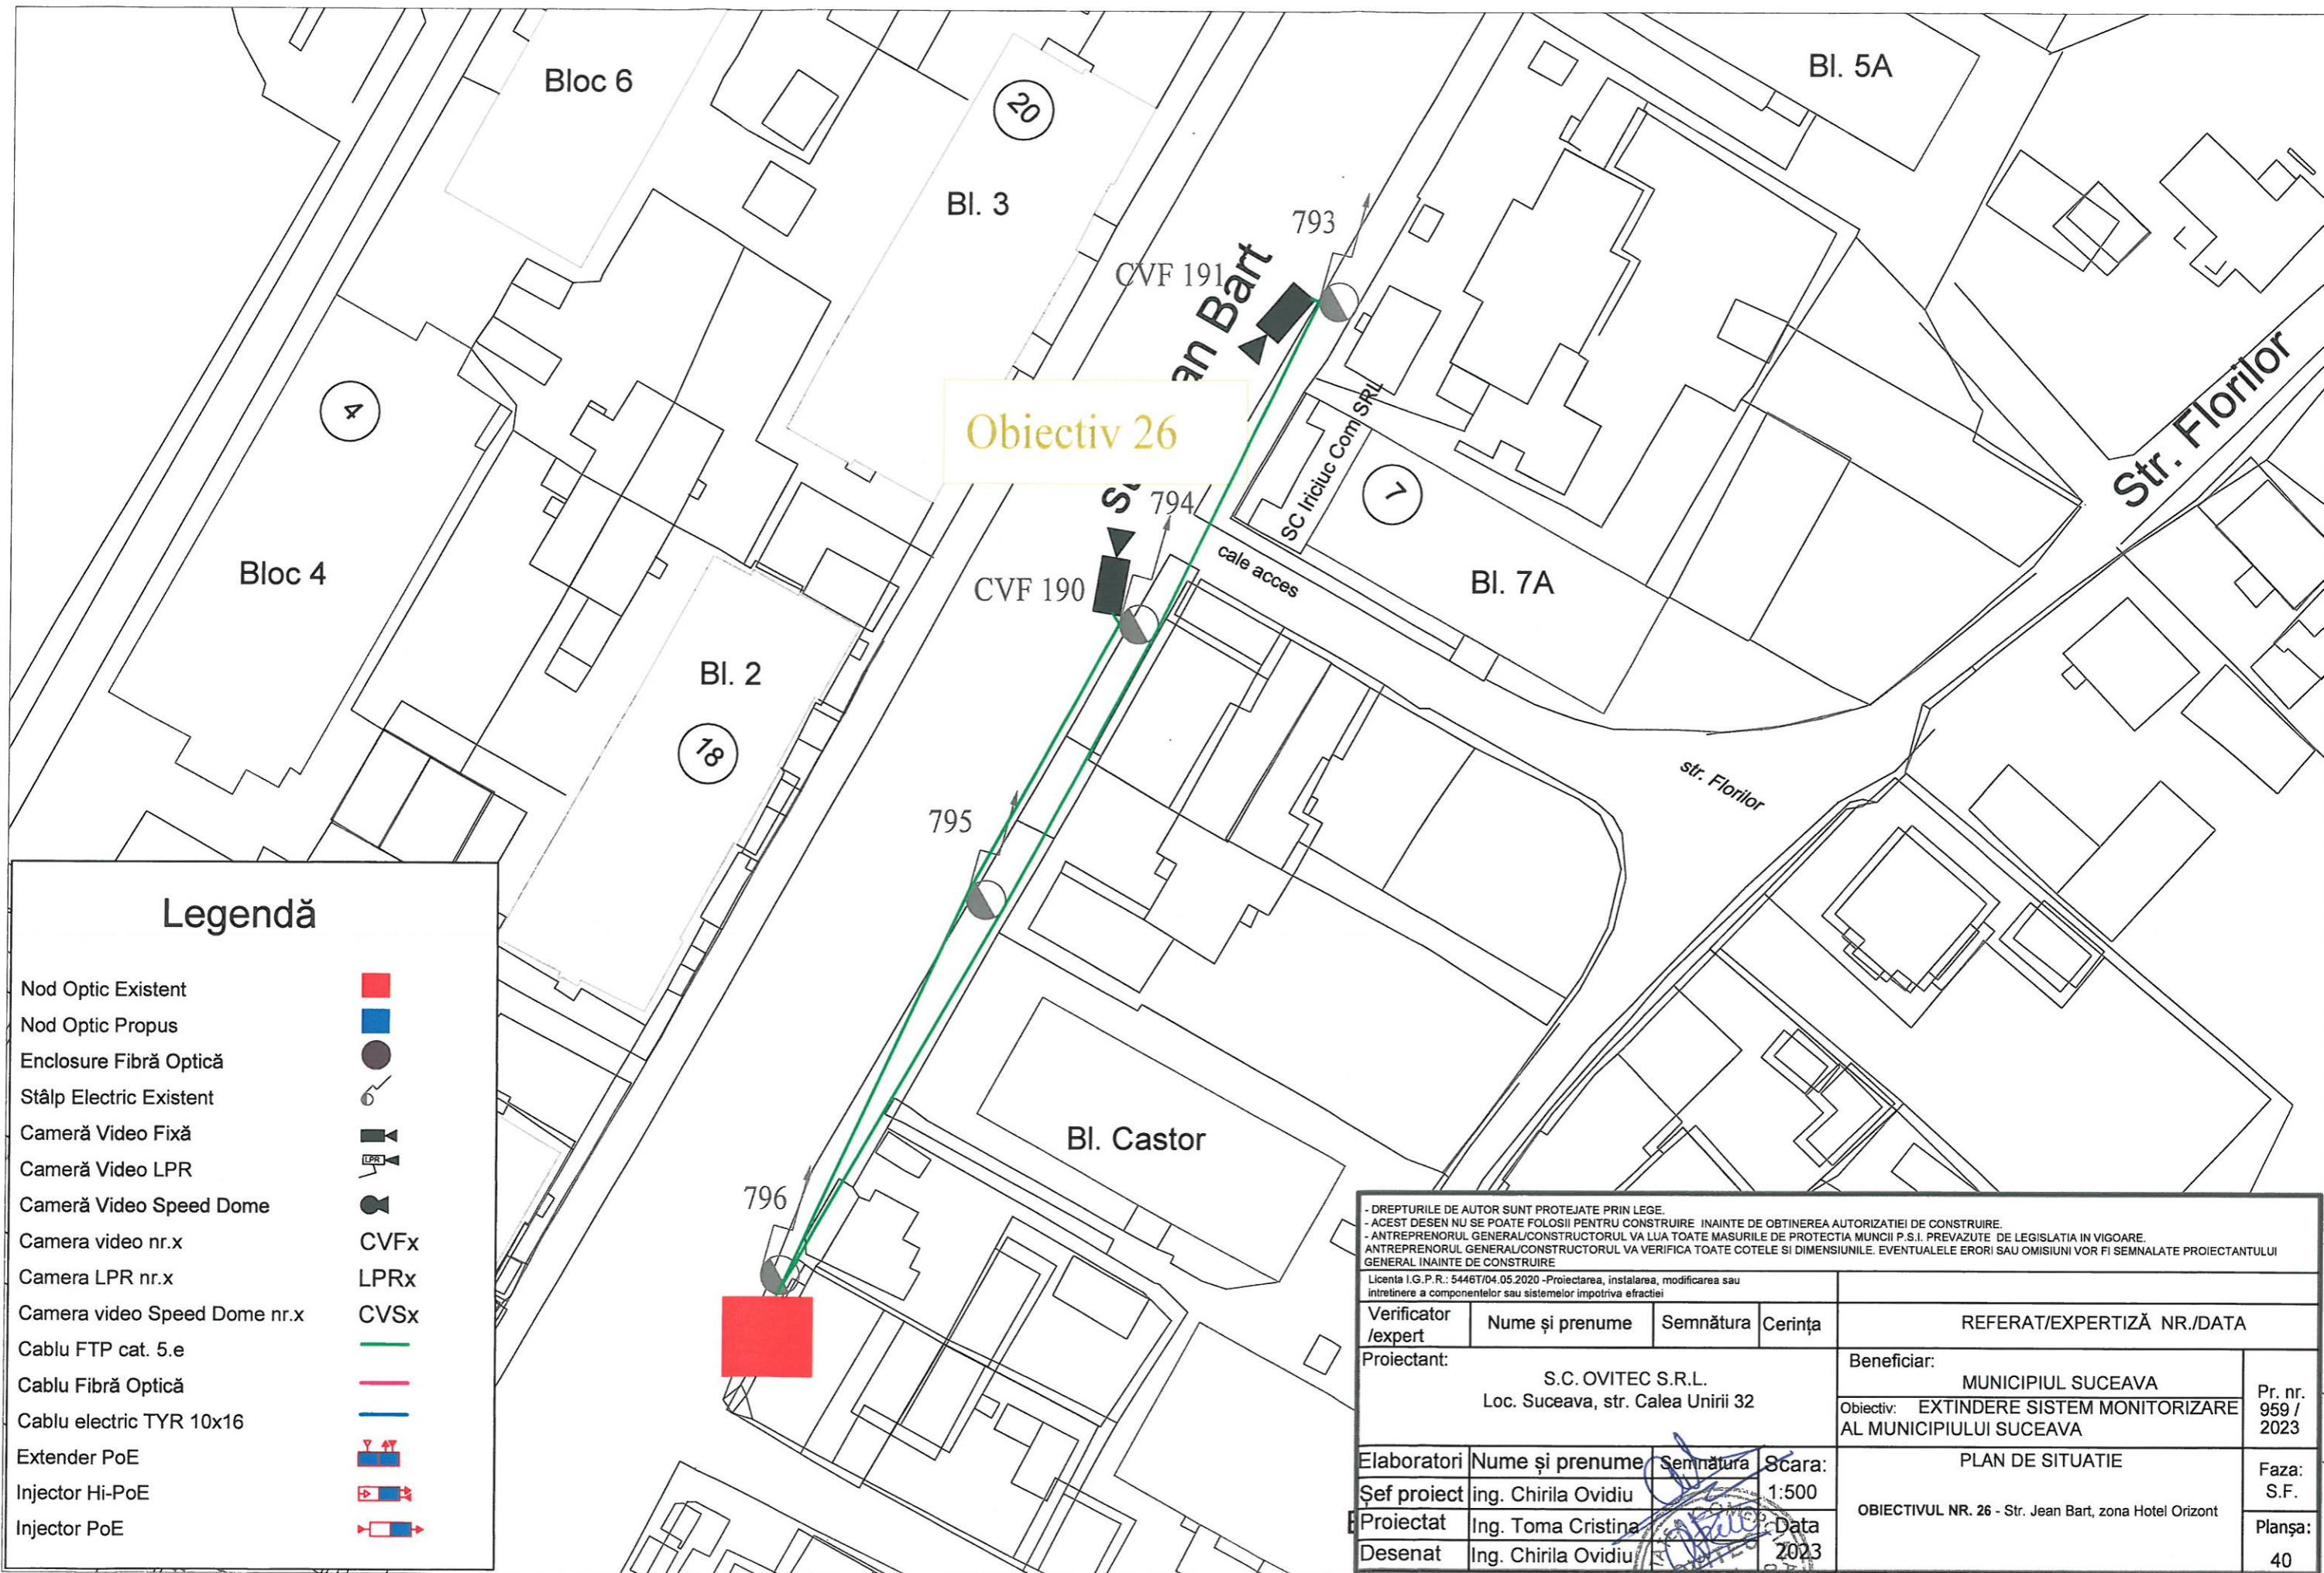 Bloc 6
20
Bl. 5A
Bl. 3
793
CVF 191
an Bart
Obiectiv 26
Str. Florilor
4
SC Iriciuc Com SRL
7
794
Bloc 4
CVF 190
cale acces
Bl. 7A
Bl. 2
18
str. Florilor
795
Bl. Castor
796
Legendă
Nod Optic Existent
Nod Optic Propus
Enclosure Fibră Optică
Stâlp Electric Existent
Cameră Video Fixă
Cameră Video LPR
LPR
Cameră Video Speed Dome
Camera video nr.x CVFx
Camera LPR nr.x LPRx
Camera video Speed Dome nr.x CVSx
Cablu FTP cat. 5.e
Cablu Fibră Optică
Cablu electric TYR 10x16
Extender PoE
Injector Hi-PoE
Injector PoE
- DREPTURILE DE AUTOR SUNT PROTEJATE PRIN LEGE.
- ACEST DESEN NU SE POATE FOLOSII PENTRU CONSTRUIRE INAINTE DE OBTINEREA AUTORIZATIEI DE CONSTRUIRE.
- ANTREPRENORUL GENERAL/CONSTRUCTORUL VA LUA TOATE MASURILE DE PROTECTIA MUNCII P.S.I. PREVAZUTE DE LEGISLATIA IN VIGOARE.
ANTREPRENORUL GENERAL/CONSTRUCTORUL VA VERIFICA TOATE COTELE SI DIMENSIUNILE. EVENTUALELE ERORI SAU OMISIUNI VOR FI SEMNALATE PROIECTANTULUI
GENERAL INAINTE DE CONSTRUIRE
Licenta I.G.P.R.: 5446T/04.05.2020 -Proiectarea, instalarea, modificarea sau
intretinere a componentelor sau sistemelor impotriva efractiei
Verificator
/expert
Nume și prenume
Semnătura
Cerința
REFERAT/EXPERTIZĂ NR./DATA
Proiectant:
S.C. OVITEC S.R.L.
Loc. Suceava, str. Calea Unirii 32
Beneficiar:
MUNICIPIUL SUCEAVA
Obiectiv: EXTINDERE SISTEM MONITORIZARE
AL MUNICIPIULUI SUCEAVA
Pr. nr.
959 /
2023
Elaboratori
Nume și prenume
Semnătura
Scara:
1:500
Șef proiect
ing. Chirila Ovidiu
Proiectat
Ing. Toma Cristina
Data
2023
Desenat
Ing. Chirila Ovidiu
PLAN DE SITUATIE
OBIECTIVUL NR. 26 - Str. Jean Bart, zona Hotel Orizont
Faza:
S.F.
Planșa:
40